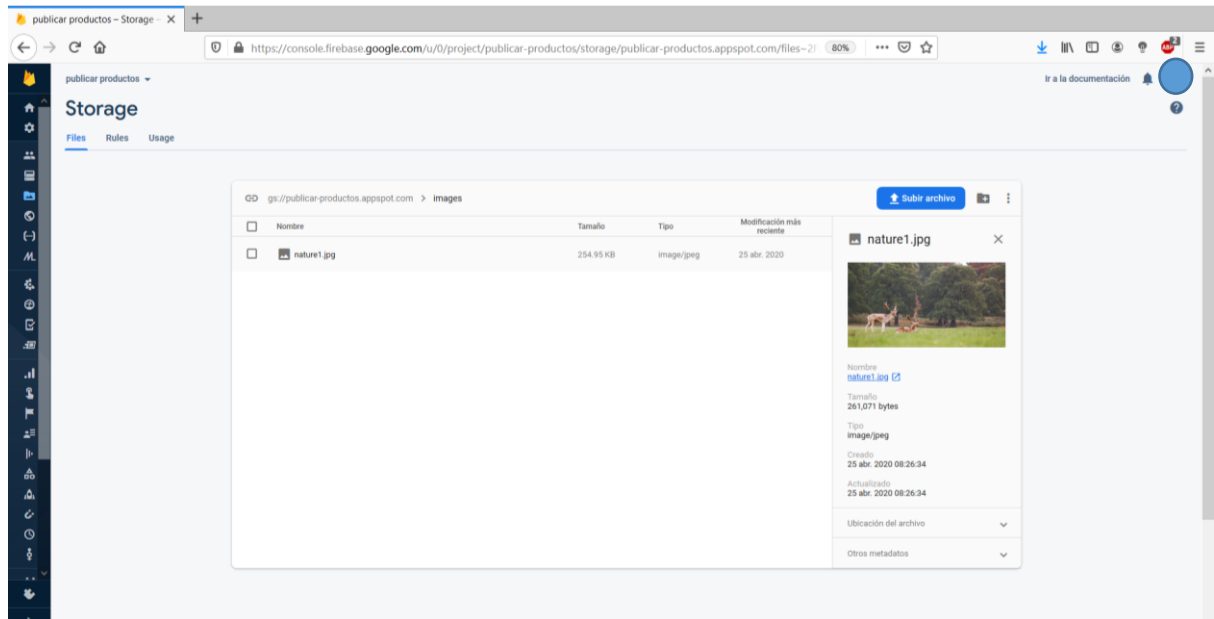 publicar productos – Storage –
https://console.firebase.google.com/u/0/project/publicar-productos/storage/publicar-productos.appspot.com/files~2F
80%
ABP
2
publicar productos
Ir a la documentación
Storage
Files Rules Usage
gs://publicar-productos.appspot.com > images
Subir archivo
Nombre Tamaño Tipo Modificación más
reciente
nature1.jpg 254.95 KB image/jpeg 25 abr. 2020
nature1.jpg
Nombre
nature1.jpg
Tamaño
261,071 bytes
Tipo
image/jpeg
Creado
25 abr. 2020 08:26:34
Actualizado
25 abr. 2020 08:26:34
Ubicación del archivo
Otros metadatos